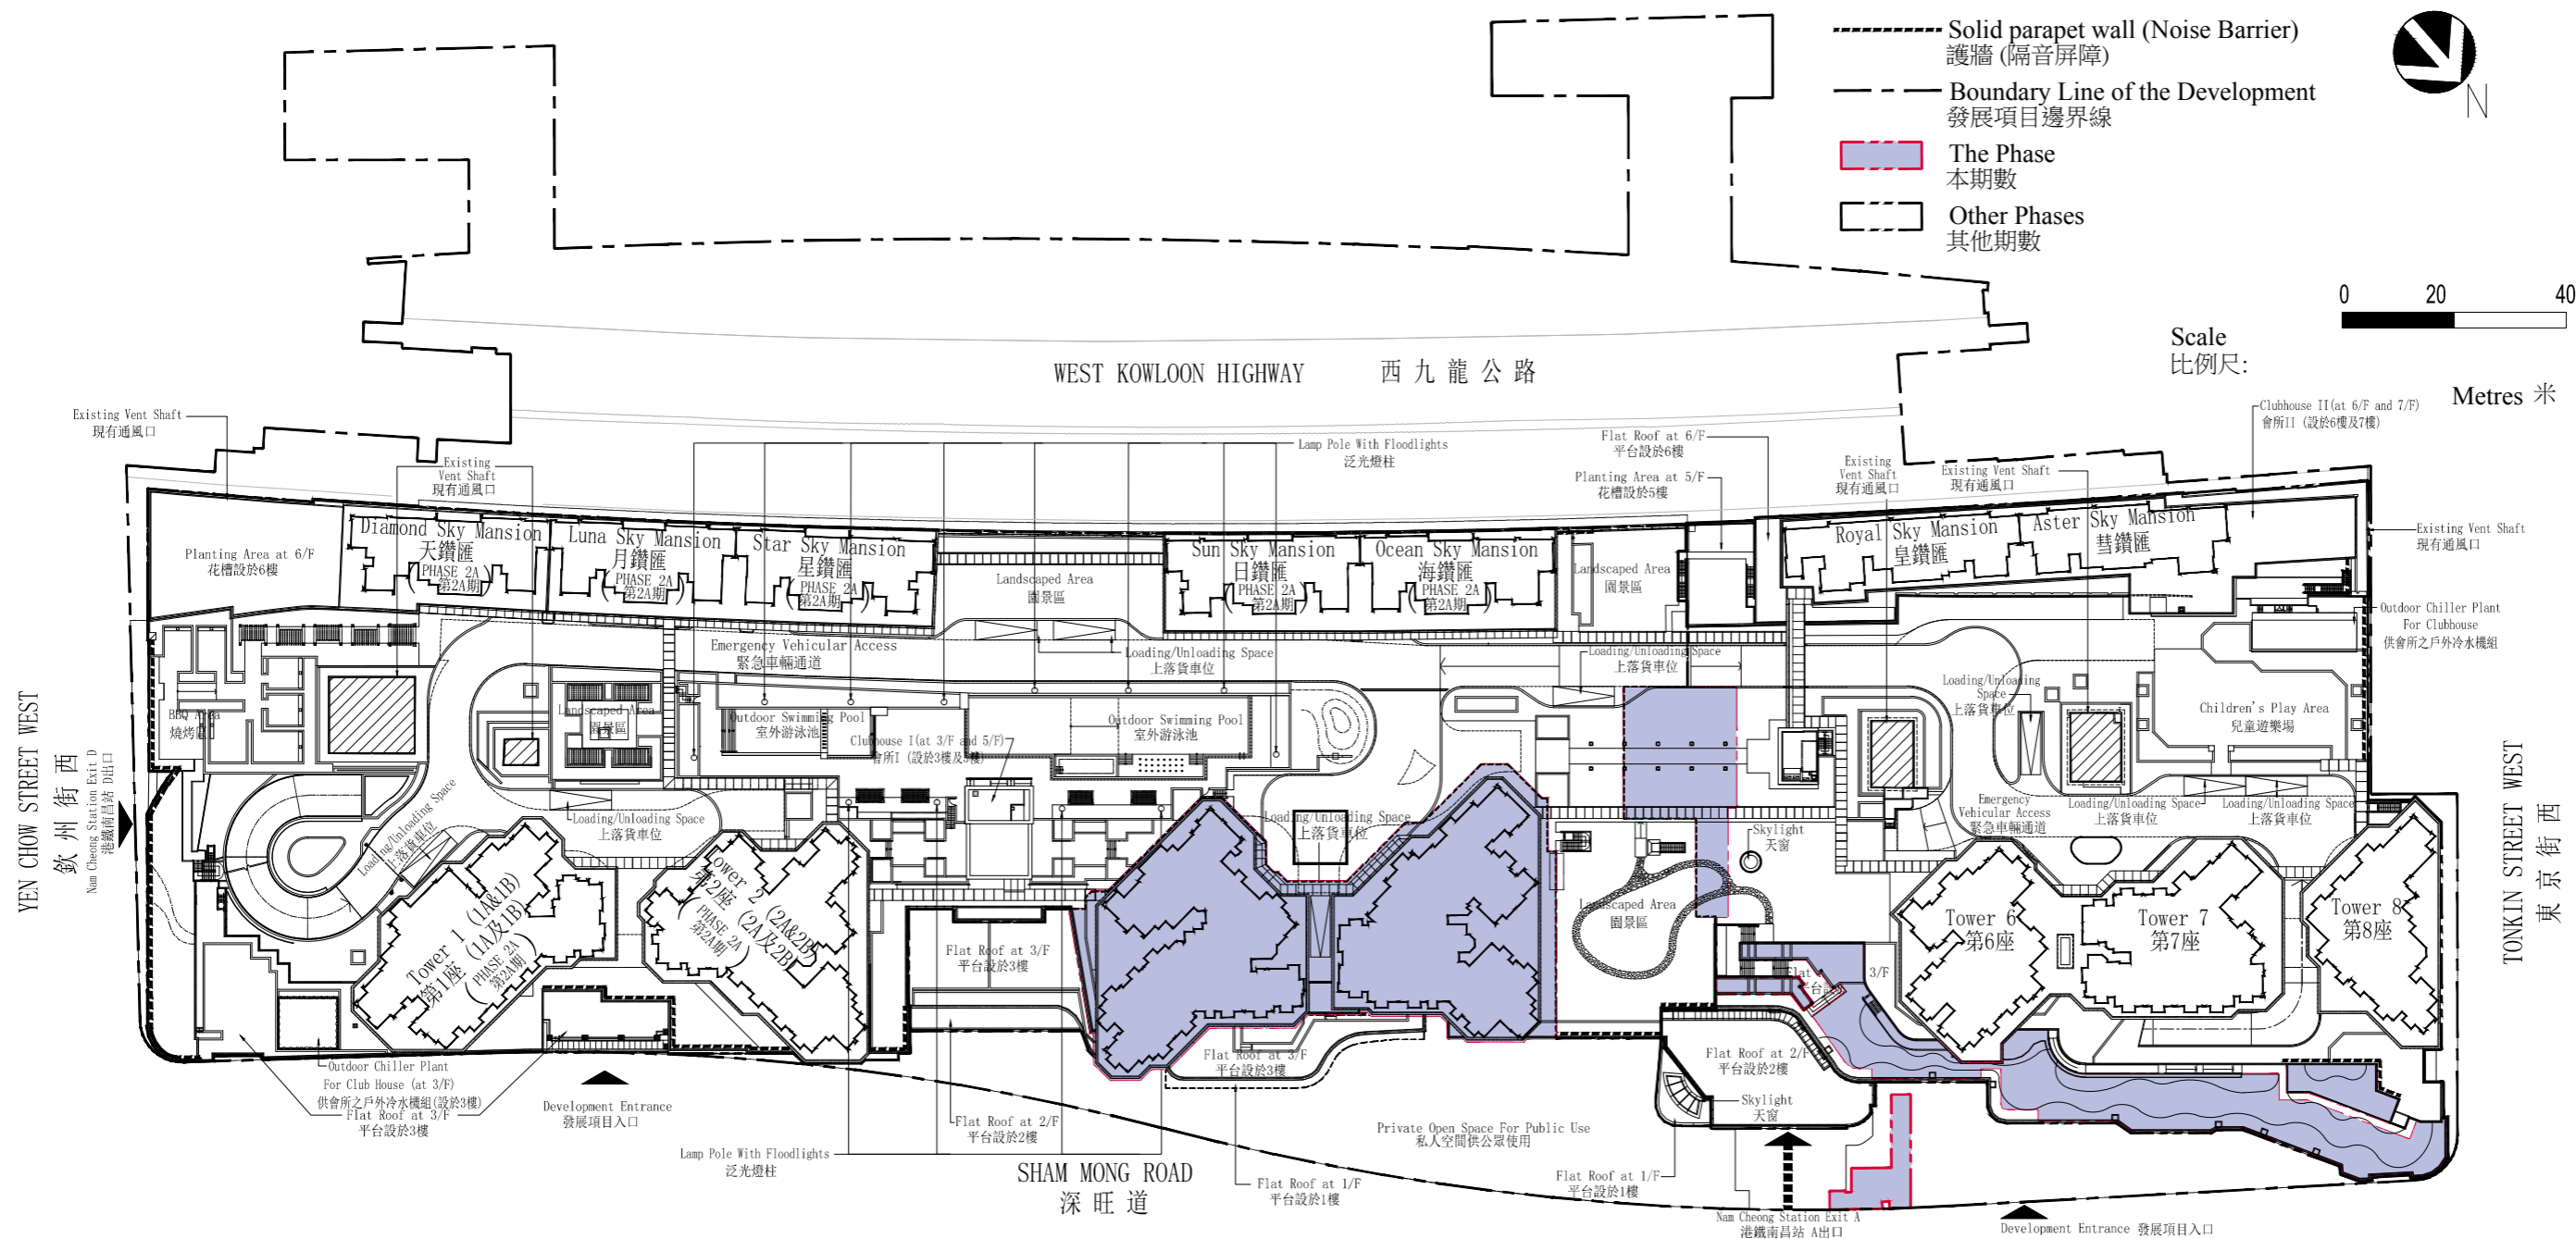 Solid parapet wall (Noise Barrier)
護牆 (隔音屏障)
Boundary Line of the Development
發展項目邊界線
The Phase
本期數
Other Phases
其他期數
N
0 20 40
Scale
比例尺:
Metres 米
WEST KOWLOON HIGHWAY 西九龍公路
Existing Vent Shaft
現有通風口
Existing
Vent Shaft
現有通風口
Lamp Pole With Floodlights
泛光燈柱
Flat Roof at 6/F
平台設於6樓
Planting Area at 5/F
花槽設於5樓
Existing
Vent Shaft
現有通風口
Existing Vent Shaft
現有通風口
Clubhouse II(at 6/F and 7/F)
會所II (設於6樓及7樓)
Existing Vent Shaft
現有通風口
Planting Area at 6/F
花槽設於6樓
Diamond Sky Mansion
天鑽匯
(PHASE 2A
第2A期)
Luna Sky Mansion
月鑽匯
(PHASE 2A
第2A期)
Star Sky Mansion
星鑽匯
(PHASE 2A
第2A期)
Landscaped Area
園景區
Sun Sky Mansion
日鑽匯
(PHASE 2A
第2A期)
Ocean Sky Mansion
海鑽匯
(PHASE 2A
第2A期)
Landscaped Area
園景區
Royal Sky Mansion
皇鑽匯
Aster Sky Mansion
彗鑽匯
Outdoor Chiller Plant
For Clubhouse
供會所之戶外冷水機組
Emergency Vehicular Access
緊急車輛通道
Loading/Unloading Space
上落貨車位
Loading/Unloading Space
上落貨車位
Loading/Unloading
Space
上落貨車位
Children's Play Area
兒童遊樂場
BBQ Area
燒烤區
Landscaped Area
園景區
Outdoor Swimming Pool
室外游泳池
Clubhouse I(at 3/F and 5/F)
會所I (設於3樓及5樓)
Outdoor Swimming Pool
室外游泳池
YEN CHOW STREET WEST
欽州街西
Nam Cheong Station Exit D
港鐵南昌站 D出口
Loading/Unloading Space
上落貨車位
Loading/Unloading Space
上落貨車位
Loading/Unloading Space
上落貨車位
Skylight
天窗
Emergency
Vehicular Access
緊急車輛通道
Loading/Unloading Space
上落貨車位
Loading/Unloading Space
上落貨車位
TONKIN STREET WEST
東京街西
Tower 1 (1A&1B)
第1座 (1A及1B)
(PHASE 2A
第2A期)
Tower 2 (2A&2B)
第2座 (2A及2B)
(PHASE 2A
第2A期)
Flat Roof at 3/F
平台設於3樓
Landscaped Area
園景區
Flat 3/F
平台設
Tower 6
第6座
Tower 7
第7座
Tower 8
第8座
Outdoor Chiller Plant
For Club House (at 3/F)
供會所之戶外冷水機組(設於3樓)
Flat Roof at 3/F
平台設於3樓
Development Entrance
發展項目入口
Flat Roof at 2/F
平台設於2樓
Flat Roof at 3/F
平台設於3樓
Flat Roof at 2/F
平台設於2樓
Skylight
天窗
Private Open Space For Public Use
私人空間供公眾使用
Lamp Pole With Floodlights
泛光燈柱
SHAM MONG ROAD
深旺道
Flat Roof at 1/F
平台設於1樓
Flat Roof at 1/F
平台設於1樓
Nam Cheong Station Exit A
港鐵南昌站 A出口
Development Entrance 發展項目入口